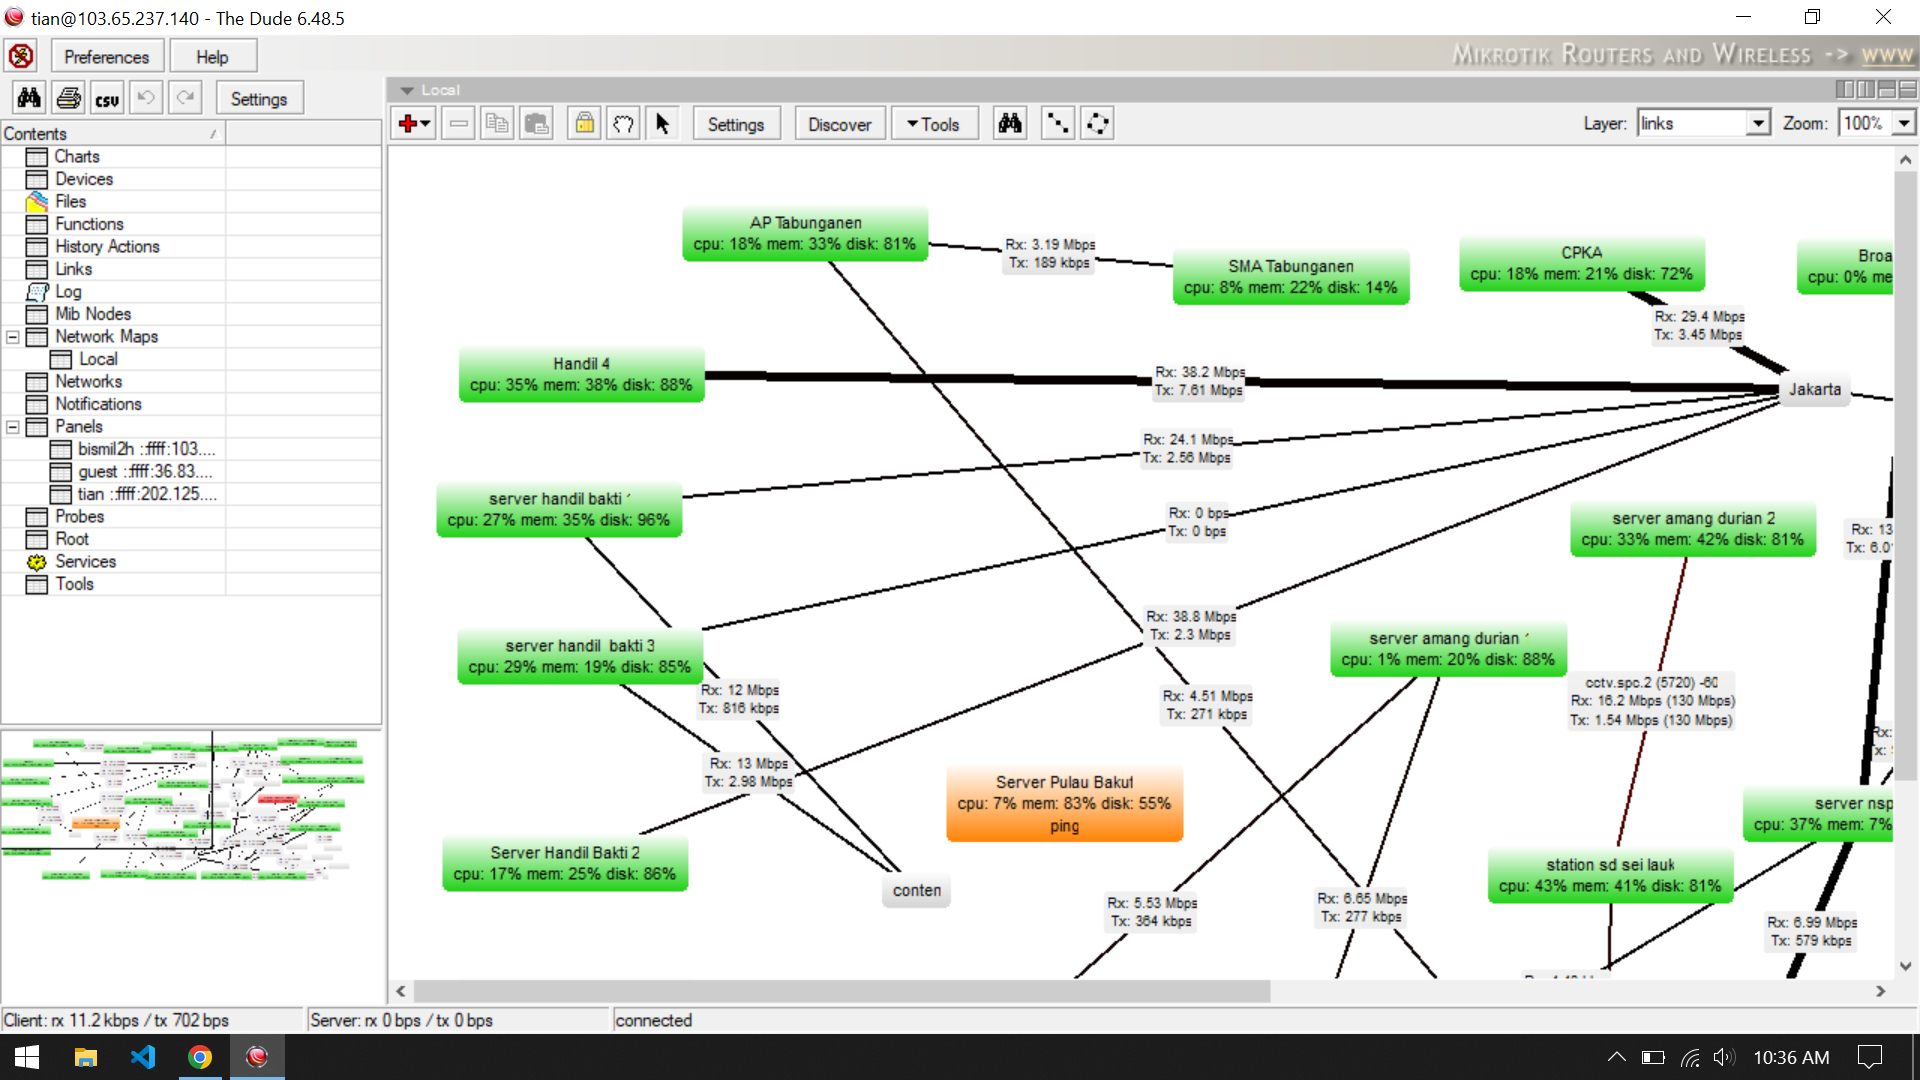 tian@103.65.237.140 - The Dude 6.48.5
Preferences
Help
MikroTik Routers and Wireless -> www
CSV
Settings
Contents
Charts
Devices
Files
Functions
History Actions
Links
Log
Mib Nodes
Network Maps
Local
Networks
Notifications
Panels
bismil2h ::ffff:103....
guest ::ffff:36.83....
tian ::ffff:202.125....
Probes
Root
Services
Tools
Local
Settings
Discover
Tools
Layer: links
Zoom: 100%
AP Tabunganen
cpu: 18% mem: 33% disk: 81%
Rx: 3.19 Mbps
Tx: 189 kbps
SMA Tabunganen
cpu: 8% mem: 22% disk: 14%
CPKA
cpu: 18% mem: 21% disk: 72%
Broa
cpu: 0% me
Rx: 29.4 Mbps
Tx: 3.45 Mbps
Handil 4
cpu: 35% mem: 38% disk: 88%
Rx: 38.2 Mbps
Tx: 7.61 Mbps
Jakarta
Rx: 24.1 Mbps
Tx: 2.56 Mbps
server handil bakti
cpu: 27% mem: 35% disk: 96%
Rx: 0 bps
Tx: 0 bps
server amang durian 2
cpu: 33% mem: 42% disk: 81%
Rx: 13
Tx: 6.0
Rx: 38.8 Mbps
Tx: 2.3 Mbps
server handil bakti 3
cpu: 29% mem: 19% disk: 85%
server amang durian
cpu: 1% mem: 20% disk: 88%
Rx: 12 Mbps
Tx: 816 kbps
Rx: 4.51 Mbps
Tx: 271 kbps
cctv.spc.2 (5720) -60
Rx: 16.2 Mbps (130 Mbps)
Tx: 1.54 Mbps (130 Mbps)
Rx:
Rx: 13 Mbps
Tx: 2.98 Mbps
Server Pulau Bakut
cpu: 7% mem: 83% disk: 55%
ping
server nsp
cpu: 37% mem: 7%
Server Handil Bakti 2
cpu: 17% mem: 25% disk: 86%
station sd sei lauk
cpu: 43% mem: 41% disk: 81%
conten
Rx: 5.53 Mbps
Tx: 364 kbps
Rx: 6.65 Mbps
Tx: 277 kbps
Rx: 6.99 Mbps
Tx: 579 kbps
Client: rx 11.2 kbps / tx 702 bps
Server: rx 0 bps / tx 0 bps
connected
10:36 AM